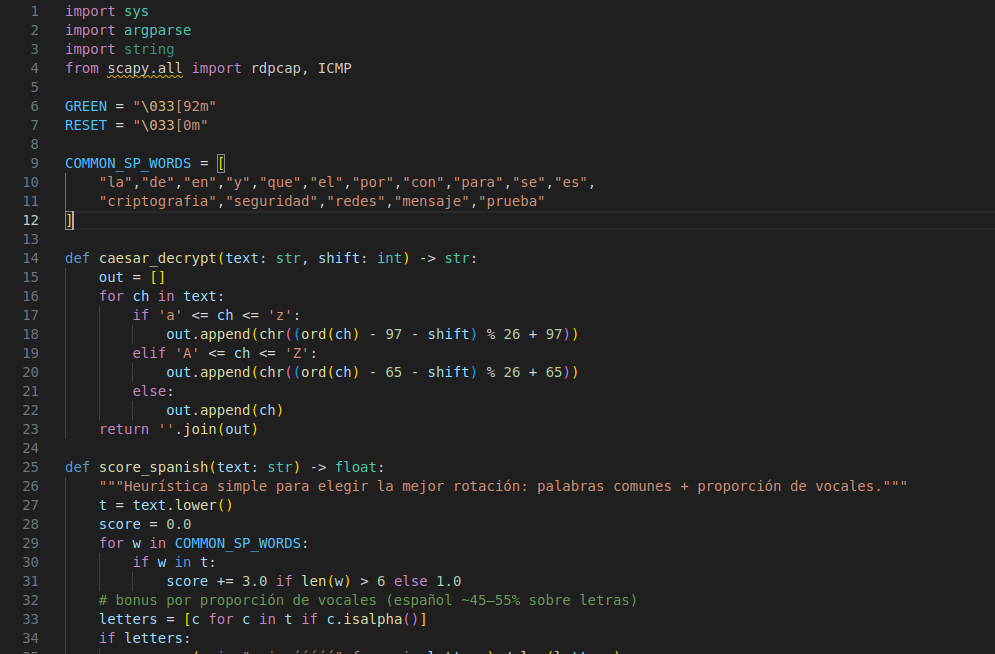 1 import sys
2 import argparse
3 import string
4 from scapy.all import rdpcap, ICMP
5
6 GREEN = "\033[92m"
7 RESET = "\033[0m"
8
9 COMMON_SP_WORDS = [
10     "la","de","en","y","que","el","por","con","para","se","es",
11     "criptografia","seguridad","redes","mensaje","prueba"
12 ]
13
14 def caesar_decrypt(text: str, shift: int) -> str:
15     out = []
16     for ch in text:
17         if 'a' <= ch <= 'z':
18             out.append(chr((ord(ch) - 97 - shift) % 26 + 97))
19         elif 'A' <= ch <= 'Z':
20             out.append(chr((ord(ch) - 65 - shift) % 26 + 65))
21         else:
22             out.append(ch)
23     return ''.join(out)
24
25 def score_spanish(text: str) -> float:
26     """Heurística simple para elegir la mejor rotación: palabras comunes + proporción de vocales."""
27     t = text.lower()
28     score = 0.0
29     for w in COMMON_SP_WORDS:
30         if w in t:
31             score += 3.0 if len(w) > 6 else 1.0
32     # bonus por proporción de vocales (español ~45–55% sobre letras)
33     letters = [c for c in t if c.isalpha()]
34     if letters: